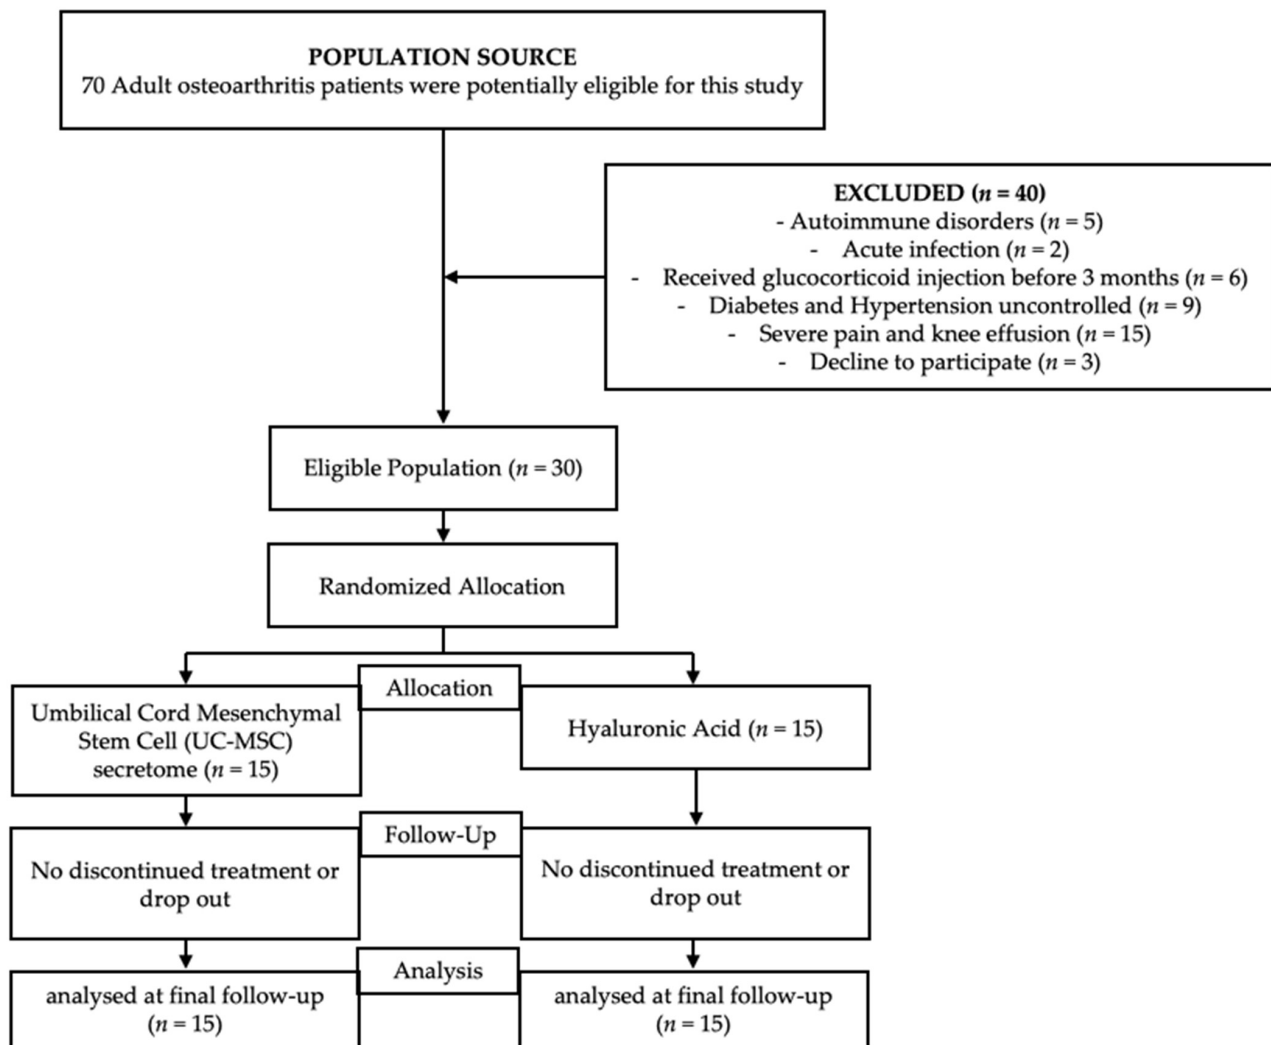 POPULATION SOURCE
70 Adult osteoarthritis patients were potentially eligible for this study
EXCLUDED (n = 40)
- Autoimmune disorders (n = 5)
- Acute infection (n = 2)
- Received glucocorticoid injection before 3 months (n = 6)
- Diabetes and Hypertension uncontrolled (n = 9)
- Severe pain and knee effusion (n = 15)
- Decline to participate (n = 3)
Eligible Population (n = 30)
Randomized Allocation
Allocation
Umbilical Cord Mesenchymal
Stem Cell (UC-MSC)
secretome (n = 15)
Hyaluronic Acid (n = 15)
Follow-Up
No discontinued treatment or
drop out
No discontinued treatment or
drop out
Analysis
analysed at final follow-up
(n = 15)
analysed at final follow-up
(n = 15)